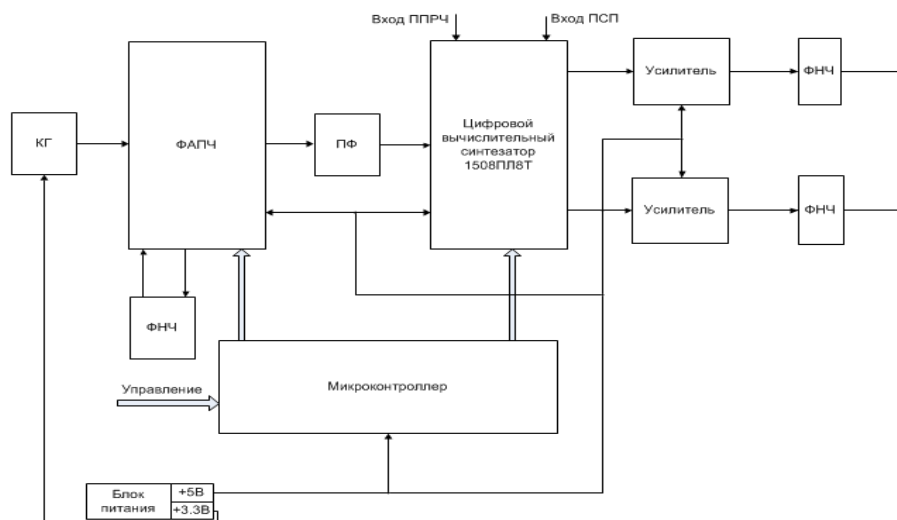 Вход ППРЧ
Вход ПСП
КГ
ФАПЧ
ПФ
Цифровой
вычислительный
синтезатор
1508ПЛ8Т
Усилитель
ФНЧ
Усилитель
ФНЧ
ФНЧ
Управление
Микроконтроллер
Блок
питания
+5В
+3.3В